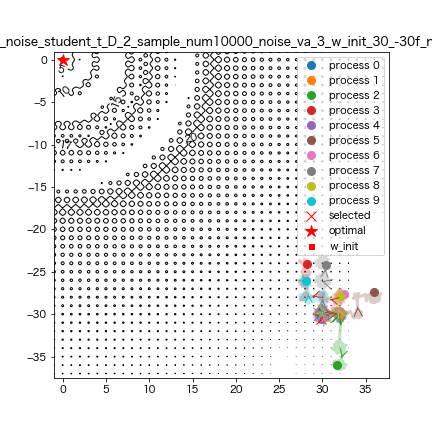 _noise_student_t_D_2_sample_num10000_noise_va_3_w_init_30_-30f_n
process 0
process 1
process 2
process 3
process 4
process 5
process 6
process 7
process 8
process 9
selected
optimal
w_init
0
−5
−10
−15
−20
−25
−30
−35
0 5 10 15 20 25 30 35